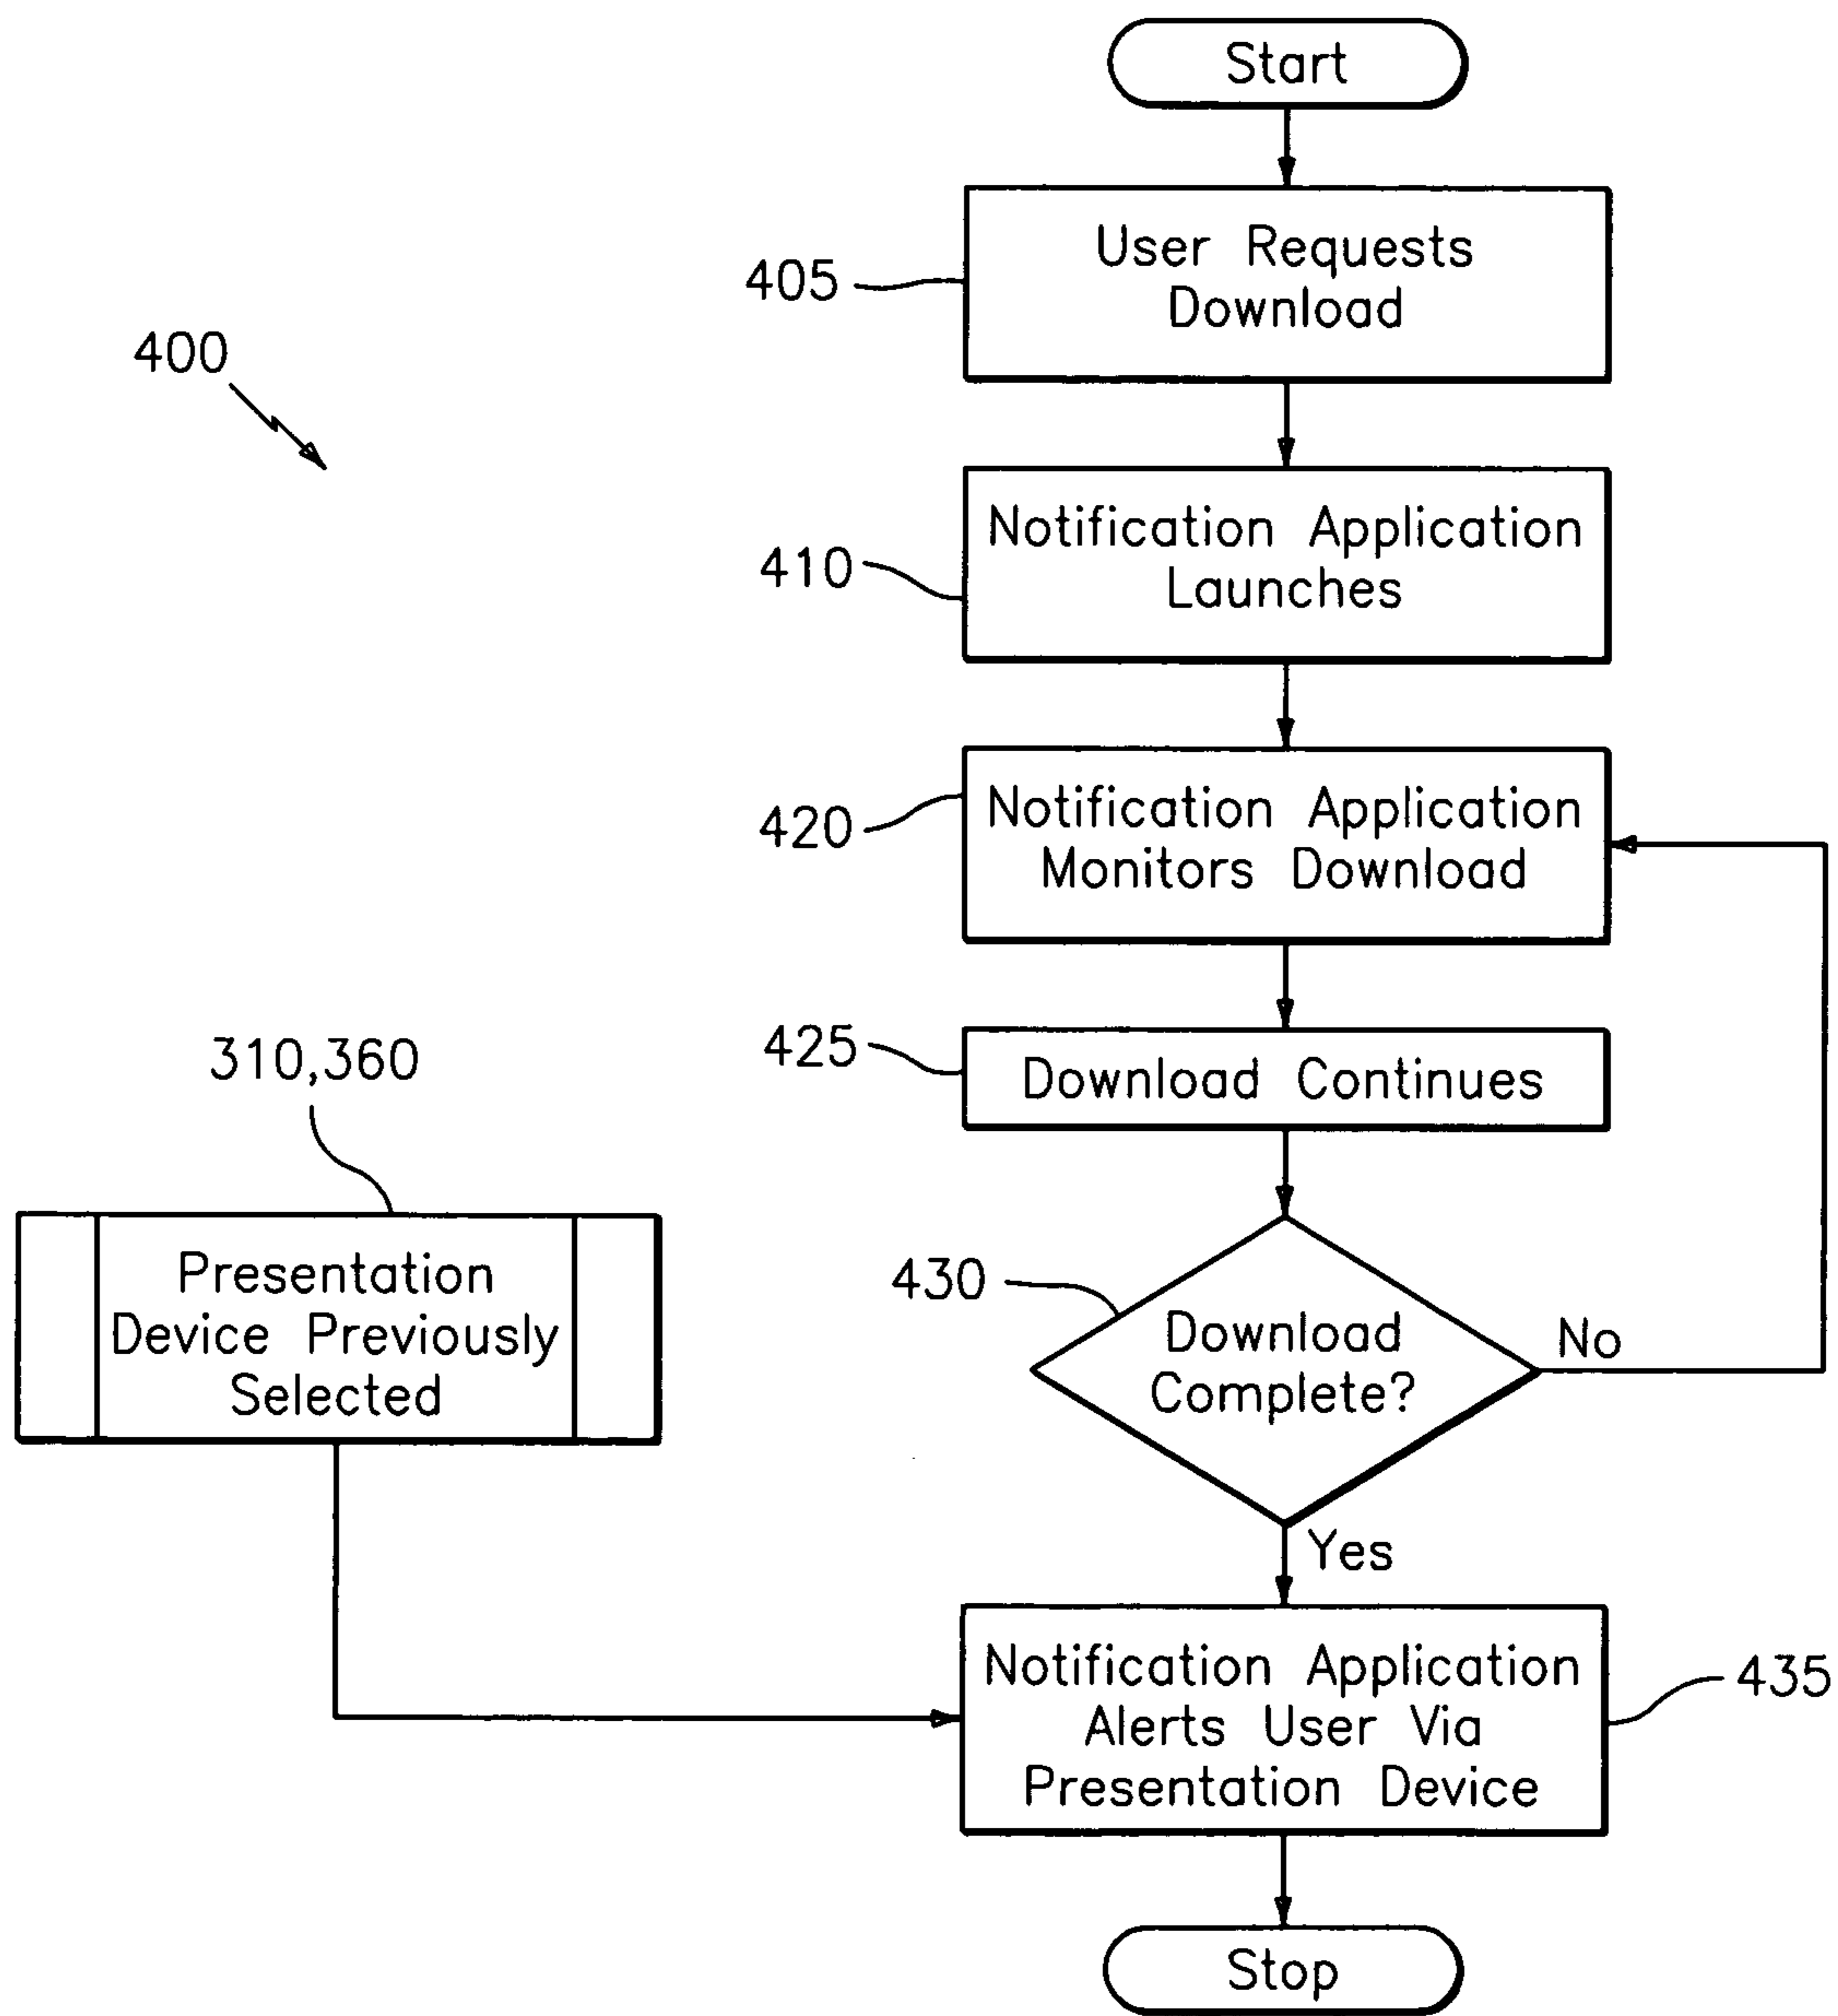 Start
405
User Requests
Download
400
410
Notification Application
Launches
420
Notification Application
Monitors Download
425
Download Continues
310,360
Presentation
Device Previously
Selected
430
Download
Complete?
No
Yes
Notification Application
Alerts User Via
Presentation Device
435
Stop